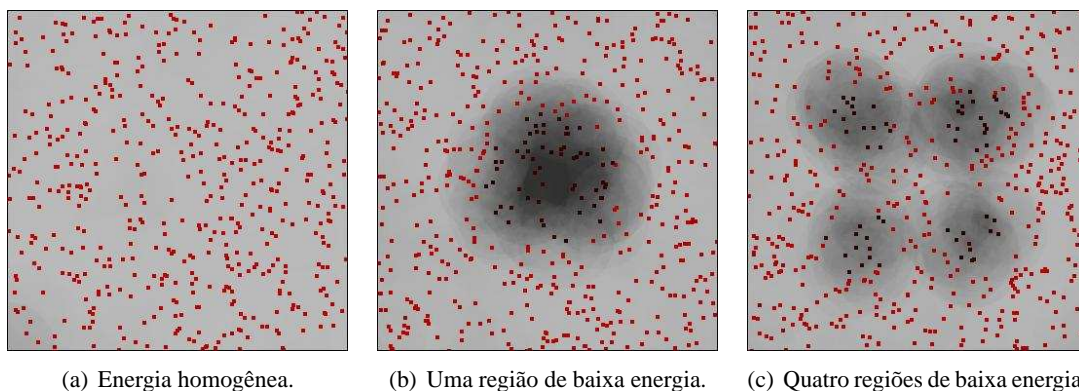 (a) Energia homogênea.
(b) Uma região de baixa energia.
(c) Quatro regiões de baixa energia